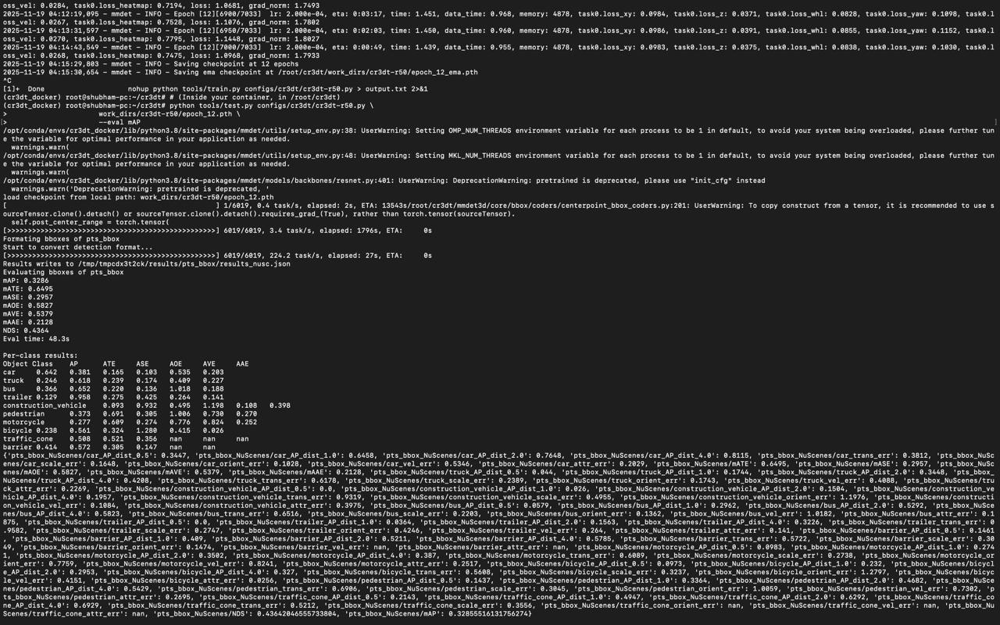 oss_vel: 0.0284, task0.loss_heatmap: 0.7194, loss: 1.0681, grad_norm: 1.7493
2025-11-19 04:12:19,095 - mmdet - INFO - Epoch [12][6900/7033]  lr: 2.000e-04, eta: 0:03:17, time: 1.451, data_time: 0.968, memory: 4878, task0.loss_xy: 0.0984, task0.loss_z: 0.0371, task0.loss_whl: 0.0828, task0.loss_yaw: 0.1098, task0.l
oss_vel: 0.0267, task0.loss_heatmap: 0.7528, loss: 1.1076, grad_norm: 1.7802
2025-11-19 04:13:31,597 - mmdet - INFO - Epoch [12][6950/7033]  lr: 2.000e-04, eta: 0:02:03, time: 1.450, data_time: 0.960, memory: 4878, task0.loss_xy: 0.0986, task0.loss_z: 0.0391, task0.loss_whl: 0.0855, task0.loss_yaw: 0.1152, task0.l
oss_vel: 0.0270, task0.loss_heatmap: 0.7795, loss: 1.1448, grad_norm: 1.8027
2025-11-19 04:14:43,549 - mmdet - INFO - Epoch [12][7000/7033]  lr: 2.000e-04, eta: 0:00:49, time: 1.439, data_time: 0.955, memory: 4878, task0.loss_xy: 0.0983, task0.loss_z: 0.0375, task0.loss_whl: 0.0838, task0.loss_yaw: 0.1030, task0.l
oss_vel: 0.0268, task0.loss_heatmap: 0.7475, loss: 1.0968, grad_norm: 1.7933
2025-11-19 04:15:29,803 - mmdet - INFO - Saving checkpoint at 12 epochs
2025-11-19 04:15:30,654 - mmdet - INFO - Saving ema checkpoint at /root/cr3dt/work_dirs/cr3dt-r50/epoch_12_ema.pth
^C
[1]+  Done                    nohup python tools/train.py configs/cr3dt/cr3dt-r50.py > output.txt 2>&1
(cr3dt_docker) root@shubham-pc:~/cr3dt# # (Inside your container, in /root/cr3dt)
(cr3dt_docker) root@shubham-pc:~/cr3dt# python tools/test.py configs/cr3dt/cr3dt-r50.py \
>                     work_dirs/cr3dt-r50/epoch_12.pth \
>                     --eval mAP
/opt/conda/envs/cr3dt_docker/lib/python3.8/site-packages/mmdet/utils/setup_env.py:38: UserWarning: Setting OMP_NUM_THREADS environment variable for each process to be 1 in default, to avoid your system being overloaded, please further tun
e the variable for optimal performance in your application as needed.
  warnings.warn(
/opt/conda/envs/cr3dt_docker/lib/python3.8/site-packages/mmdet/utils/setup_env.py:48: UserWarning: Setting MKL_NUM_THREADS environment variable for each process to be 1 in default, to avoid your system being overloaded, please further tun
e the variable for optimal performance in your application as needed.
  warnings.warn(
/opt/conda/envs/cr3dt_docker/lib/python3.8/site-packages/mmdet/models/backbones/resnet.py:401: UserWarning: DeprecationWarning: pretrained is deprecated, please use "init_cfg" instead
  warnings.warn('DeprecationWarning: pretrained is deprecated, '
load checkpoint from local path: work_dirs/cr3dt-r50/epoch_12.pth
[                                                  ] 1/6019, 0.4 task/s, elapsed: 2s, ETA: 13543s/root/cr3dt/mmdet3d/core/bbox/coders/centerpoint_bbox_coders.py:201: UserWarning: To copy construct from a tensor, it is recommended to use s
ourceTensor.clone().detach() or sourceTensor.clone().detach().requires_grad_(True), rather than torch.tensor(sourceTensor).
  self.post_center_range = torch.tensor(
[>>>>>>>>>>>>>>>>>>>>>>>>>>>>>>>>>>>>>>>>>>>>>>>>>>] 6019/6019, 3.4 task/s, elapsed: 1796s, ETA:     0s
Formating bboxes of pts_bbox
Start to convert detection format...
[>>>>>>>>>>>>>>>>>>>>>>>>>>>>>>>>>>>>>>>>>>>>>>>>>>] 6019/6019, 224.2 task/s, elapsed: 27s, ETA:     0s
Results writes to /tmp/tmpcdx3t2ck/results/pts_bbox/results_nusc.json
Evaluating bboxes of pts_bbox
mAP: 0.3286
mATE: 0.6495
mASE: 0.2957
mAOE: 0.5827
mAVE: 0.5379
mAAE: 0.2128
NDS: 0.4364
Eval time: 48.3s
Per-class results:
Object Class    AP      ATE     ASE     AOE     AVE     AAE
car     0.642   0.381   0.165   0.103   0.535   0.203
truck   0.246   0.618   0.239   0.174   0.409   0.227
bus     0.366   0.652   0.220   0.136   1.018   0.188
trailer 0.129   0.958   0.275   0.425   0.264   0.141
construction_vehicle    0.093   0.932   0.495   1.198   0.108   0.398
pedestrian      0.373   0.691   0.305   1.006   0.730   0.270
motorcycle      0.277   0.609   0.274   0.776   0.824   0.252
bicycle 0.238   0.561   0.324   1.280   0.415   0.026
traffic_cone    0.508   0.521   0.356   nan     nan     nan
barrier 0.414   0.572   0.305   0.147   nan     nan
{'pts_bbox_NuScenes/car_AP_dist_0.5': 0.3447, 'pts_bbox_NuScenes/car_AP_dist_1.0': 0.6458, 'pts_bbox_NuScenes/car_AP_dist_2.0': 0.7648, 'pts_bbox_NuScenes/car_AP_dist_4.0': 0.8115, 'pts_bbox_NuScenes/car_trans_err': 0.3812, 'pts_bbox_NuSc
enes/car_scale_err': 0.1648, 'pts_bbox_NuScenes/car_orient_err': 0.1028, 'pts_bbox_NuScenes/car_vel_err': 0.5346, 'pts_bbox_NuScenes/car_attr_err': 0.2029, 'pts_bbox_NuScenes/mATE': 0.6495, 'pts_bbox_NuScenes/mASE': 0.2957, 'pts_bbox_NuSc
enes/mAOE': 0.5827, 'pts_bbox_NuScenes/mAVE': 0.5379, 'pts_bbox_NuScenes/mAAE': 0.2128, 'pts_bbox_NuScenes/truck_AP_dist_0.5': 0.044, 'pts_bbox_NuScenes/truck_AP_dist_1.0': 0.1744, 'pts_bbox_NuScenes/truck_AP_dist_2.0': 0.3448, 'pts_bbox_
NuScenes/truck_AP_dist_4.0': 0.4208, 'pts_bbox_NuScenes/truck_trans_err': 0.6178, 'pts_bbox_NuScenes/truck_scale_err': 0.2389, 'pts_bbox_NuScenes/truck_orient_err': 0.1743, 'pts_bbox_NuScenes/truck_vel_err': 0.4088, 'pts_bbox_NuScenes/tru
ck_attr_err': 0.2269, 'pts_bbox_NuScenes/construction_vehicle_AP_dist_0.5': 0.0, 'pts_bbox_NuScenes/construction_vehicle_AP_dist_1.0': 0.026, 'pts_bbox_NuScenes/construction_vehicle_AP_dist_2.0': 0.1504, 'pts_bbox_NuScenes/construction_ve
hicle_AP_dist_4.0': 0.1957, 'pts_bbox_NuScenes/construction_vehicle_trans_err': 0.9319, 'pts_bbox_NuScenes/construction_vehicle_scale_err': 0.4955, 'pts_bbox_NuScenes/construction_vehicle_orient_err': 1.1976, 'pts_bbox_NuScenes/constructi
on_vehicle_vel_err': 0.1084, 'pts_bbox_NuScenes/construction_vehicle_attr_err': 0.3975, 'pts_bbox_NuScenes/bus_AP_dist_0.5': 0.0579, 'pts_bbox_NuScenes/bus_AP_dist_1.0': 0.2962, 'pts_bbox_NuScenes/bus_AP_dist_2.0': 0.5292, 'pts_bbox_NuSce
nes/bus_AP_dist_4.0': 0.5823, 'pts_bbox_NuScenes/bus_trans_err': 0.6516, 'pts_bbox_NuScenes/bus_scale_err': 0.2203, 'pts_bbox_NuScenes/bus_orient_err': 0.1362, 'pts_bbox_NuScenes/bus_vel_err': 1.0182, 'pts_bbox_NuScenes/bus_attr_err': 0.1
875, 'pts_bbox_NuScenes/trailer_AP_dist_0.5': 0.0, 'pts_bbox_NuScenes/trailer_AP_dist_1.0': 0.0364, 'pts_bbox_NuScenes/trailer_AP_dist_2.0': 0.1563, 'pts_bbox_NuScenes/trailer_AP_dist_4.0': 0.3226, 'pts_bbox_NuScenes/trailer_trans_err': 0
.9582, 'pts_bbox_NuScenes/trailer_scale_err': 0.2747, 'pts_bbox_NuScenes/trailer_orient_err': 0.4246, 'pts_bbox_NuScenes/trailer_vel_err': 0.264, 'pts_bbox_NuScenes/trailer_attr_err': 0.141, 'pts_bbox_NuScenes/barrier_AP_dist_0.5': 0.1461
, 'pts_bbox_NuScenes/barrier_AP_dist_1.0': 0.409, 'pts_bbox_NuScenes/barrier_AP_dist_2.0': 0.5211, 'pts_bbox_NuScenes/barrier_AP_dist_4.0': 0.5785, 'pts_bbox_NuScenes/barrier_trans_err': 0.5722, 'pts_bbox_NuScenes/barrier_scale_err': 0.30
49, 'pts_bbox_NuScenes/barrier_orient_err': 0.1474, 'pts_bbox_NuScenes/barrier_vel_err': nan, 'pts_bbox_NuScenes/barrier_attr_err': nan, 'pts_bbox_NuScenes/motorcycle_AP_dist_0.5': 0.0983, 'pts_bbox_NuScenes/motorcycle_AP_dist_1.0': 0.274
1, 'pts_bbox_NuScenes/motorcycle_AP_dist_2.0': 0.3502, 'pts_bbox_NuScenes/motorcycle_AP_dist_4.0': 0.387, 'pts_bbox_NuScenes/motorcycle_trans_err': 0.6089, 'pts_bbox_NuScenes/motorcycle_scale_err': 0.2738, 'pts_bbox_NuScenes/motorcycle_or
ient_err': 0.7759, 'pts_bbox_NuScenes/motorcycle_vel_err': 0.8241, 'pts_bbox_NuScenes/motorcycle_attr_err': 0.2517, 'pts_bbox_NuScenes/bicycle_AP_dist_0.5': 0.0973, 'pts_bbox_NuScenes/bicycle_AP_dist_1.0': 0.232, 'pts_bbox_NuScenes/bicycl
e_AP_dist_2.0': 0.2953, 'pts_bbox_NuScenes/bicycle_AP_dist_4.0': 0.327, 'pts_bbox_NuScenes/bicycle_trans_err': 0.5608, 'pts_bbox_NuScenes/bicycle_scale_err': 0.3237, 'pts_bbox_NuScenes/bicycle_orient_err': 1.2797, 'pts_bbox_NuScenes/bicyc
le_vel_err': 0.4151, 'pts_bbox_NuScenes/bicycle_attr_err': 0.0256, 'pts_bbox_NuScenes/pedestrian_AP_dist_0.5': 0.1437, 'pts_bbox_NuScenes/pedestrian_AP_dist_1.0': 0.3364, 'pts_bbox_NuScenes/pedestrian_AP_dist_2.0': 0.4682, 'pts_bbox_NuSce
nes/pedestrian_AP_dist_4.0': 0.5429, 'pts_bbox_NuScenes/pedestrian_trans_err': 0.6906, 'pts_bbox_NuScenes/pedestrian_scale_err': 0.3045, 'pts_bbox_NuScenes/pedestrian_orient_err': 1.0059, 'pts_bbox_NuScenes/pedestrian_vel_err': 0.7302, 'p
ts_bbox_NuScenes/pedestrian_attr_err': 0.2695, 'pts_bbox_NuScenes/traffic_cone_AP_dist_0.5': 0.2143, 'pts_bbox_NuScenes/traffic_cone_AP_dist_1.0': 0.4947, 'pts_bbox_NuScenes/traffic_cone_AP_dist_2.0': 0.6292, 'pts_bbox_NuScenes/traffic_co
ne_AP_dist_4.0': 0.6929, 'pts_bbox_NuScenes/traffic_cone_trans_err': 0.5212, 'pts_bbox_NuScenes/traffic_cone_scale_err': 0.3556, 'pts_bbox_NuScenes/traffic_cone_orient_err': nan, 'pts_bbox_NuScenes/traffic_cone_vel_err': nan, 'pts_bbox_Nu
Scenes/traffic_cone_attr_err': nan, 'pts_bbox_NuScenes/NDS': 0.43642046555733804, 'pts_bbox_NuScenes/mAP': 0.32855516131756274}